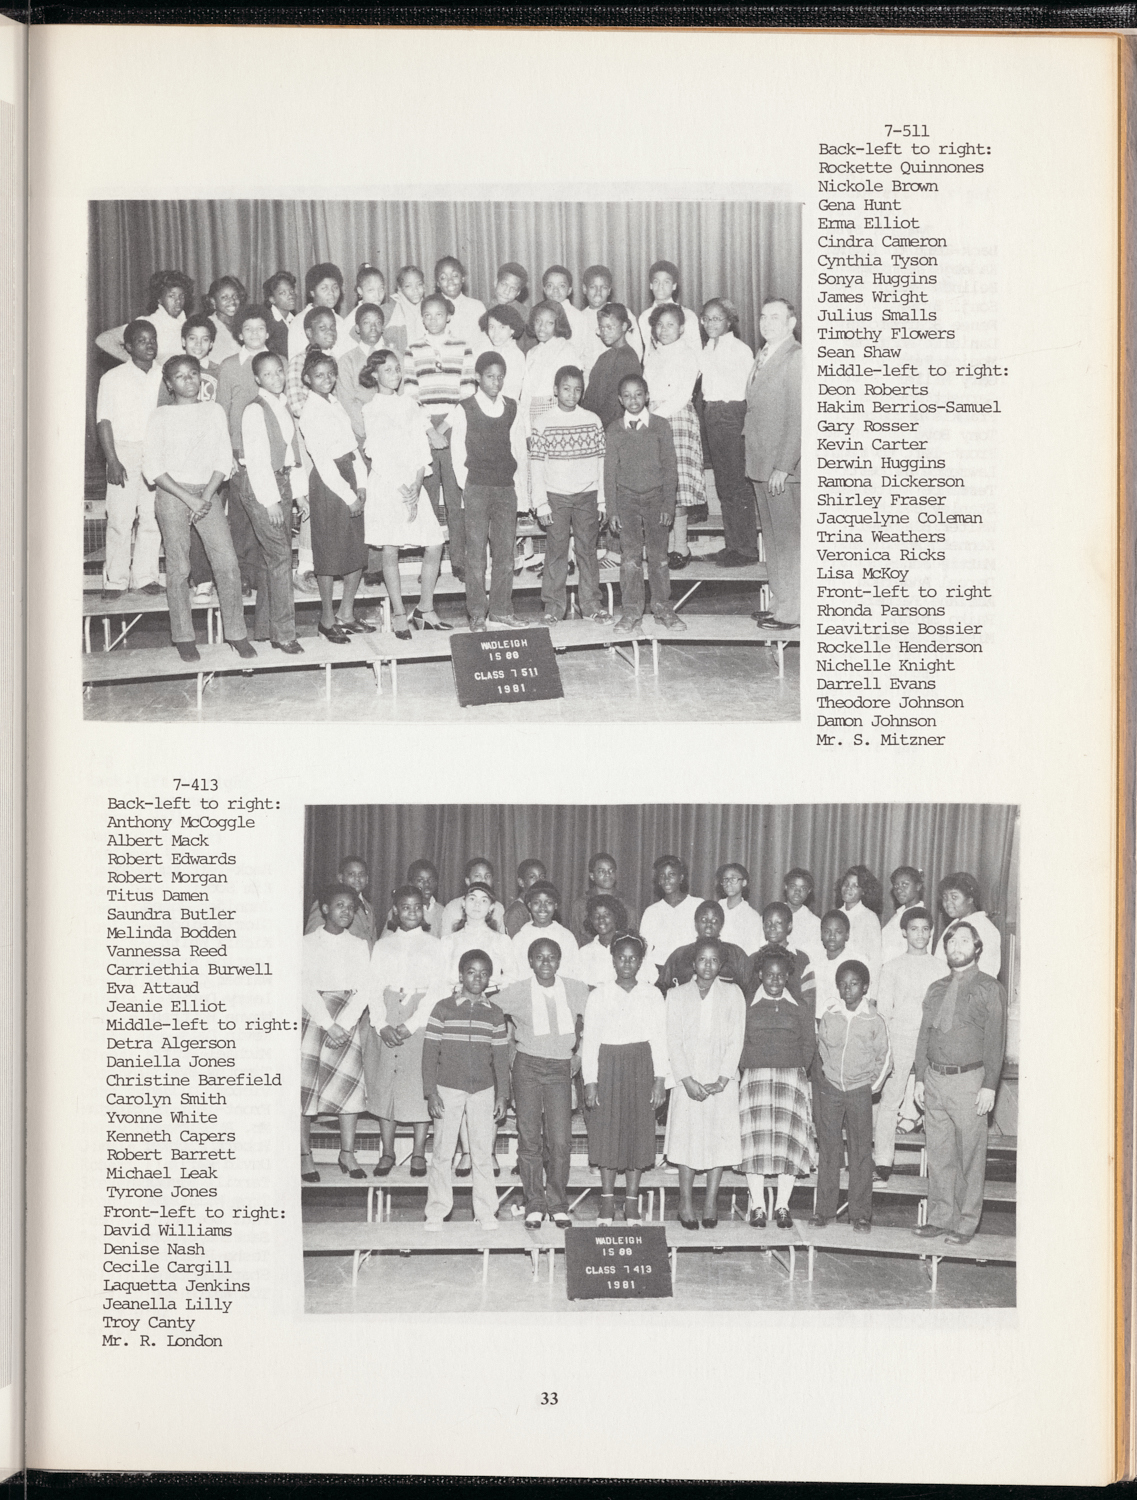 7-511
Back-left to right:
Rockette Quinnones
Nickole Brown
Gena Hunt
Erma Elliot
Cindra Cameron
Cynthia Tyson
Sonya Huggins
James Wright
Julius Smalls
Timothy Flowers
Sean Shaw
Middle-left to right:
Deon Roberts
Hakim Berrios-Samuel
Gary Rosser
Kevin Carter
Derwin Huggins
Ramona Dickerson
Shirley Fraser
Jacquelyne Coleman
Trina Weathers
Veronica Ricks
Lisa McKoy
Front-left to right
Rhonda Parsons
Leavitrise Bossier
Rockelle Henderson
Nichelle Knight
Darrell Evans
Theodore Johnson
Damon Johnson
Mr. S. Mitzner
WADLEIGH
IS 88
CLASS 7 511
1981
7-413
Back-left to right:
Anthony McCoggle
Albert Mack
Robert Edwards
Robert Morgan
Titus Damen
Saundra Butler
Melinda Bodden
Vannessa Reed
Carriethia Burwell
Eva Attaud
Jeanie Elliot
Middle-left to right:
Detra Algerson
Daniella Jones
Christine Barefield
Carolyn Smith
Yvonne White
Kenneth Capers
Robert Barrett
Michael Leak
Tyrone Jones
Front-left to right:
David Williams
Denise Nash
Cecile Cargill
Laquetta Jenkins
Jeanella Lilly
Troy Canty
Mr. R. London
WADLEIGH
IS 88
CLASS 7 413
1981
33